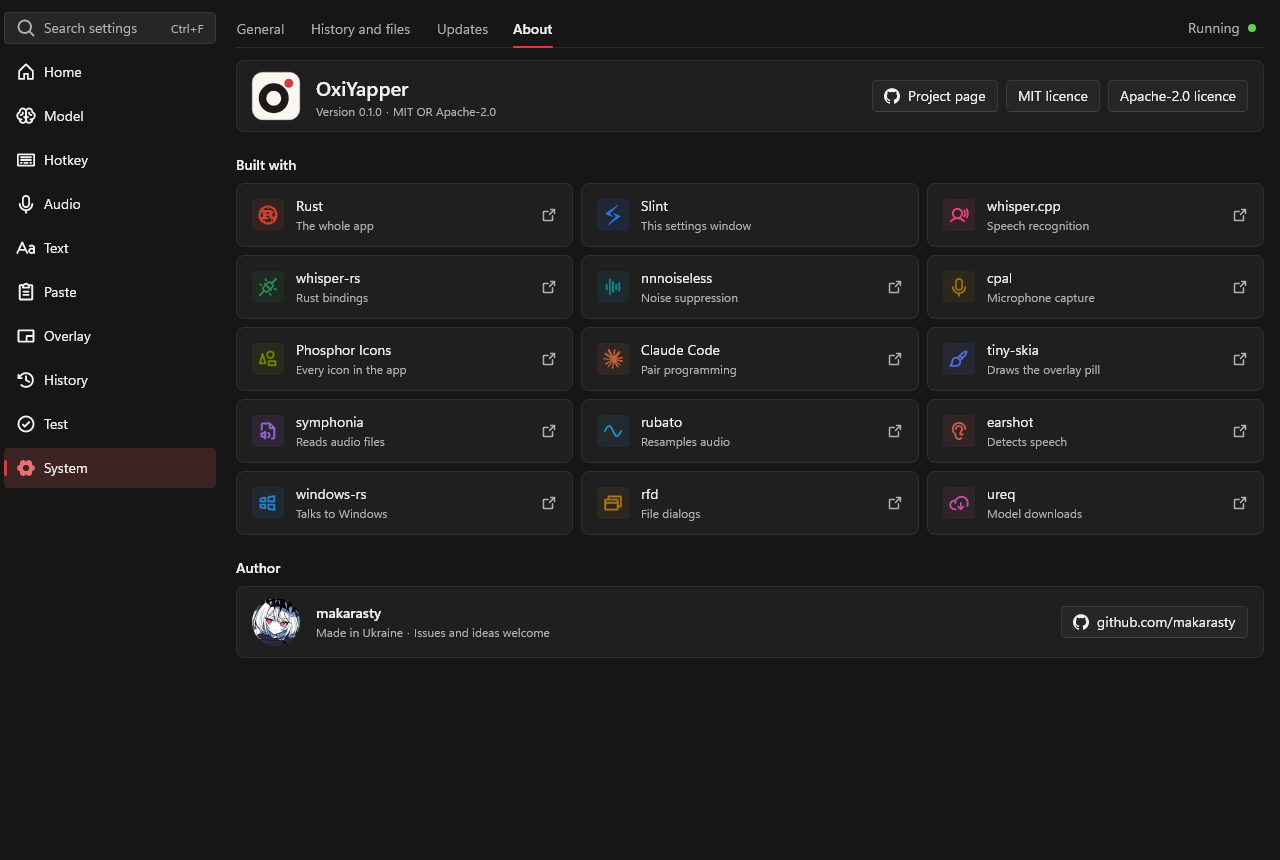 Search settings Ctrl+F
Home
Model
Hotkey
Audio
Text
Paste
Overlay
History
Test
System
General History and files Updates About Running
OxiYapper
Version 0.1.0 · MIT OR Apache-2.0
Project page MIT licence Apache-2.0 licence
Built with
Rust
The whole app
Slint
This settings window
whisper.cpp
Speech recognition
whisper-rs
Rust bindings
nnnoiseless
Noise suppression
cpal
Microphone capture
Phosphor Icons
Every icon in the app
Claude Code
Pair programming
tiny-skia
Draws the overlay pill
symphonia
Reads audio files
rubato
Resamples audio
earshot
Detects speech
windows-rs
Talks to Windows
rfd
File dialogs
ureq
Model downloads
Author
makarasty
Made in Ukraine · Issues and ideas welcome
github.com/makarasty